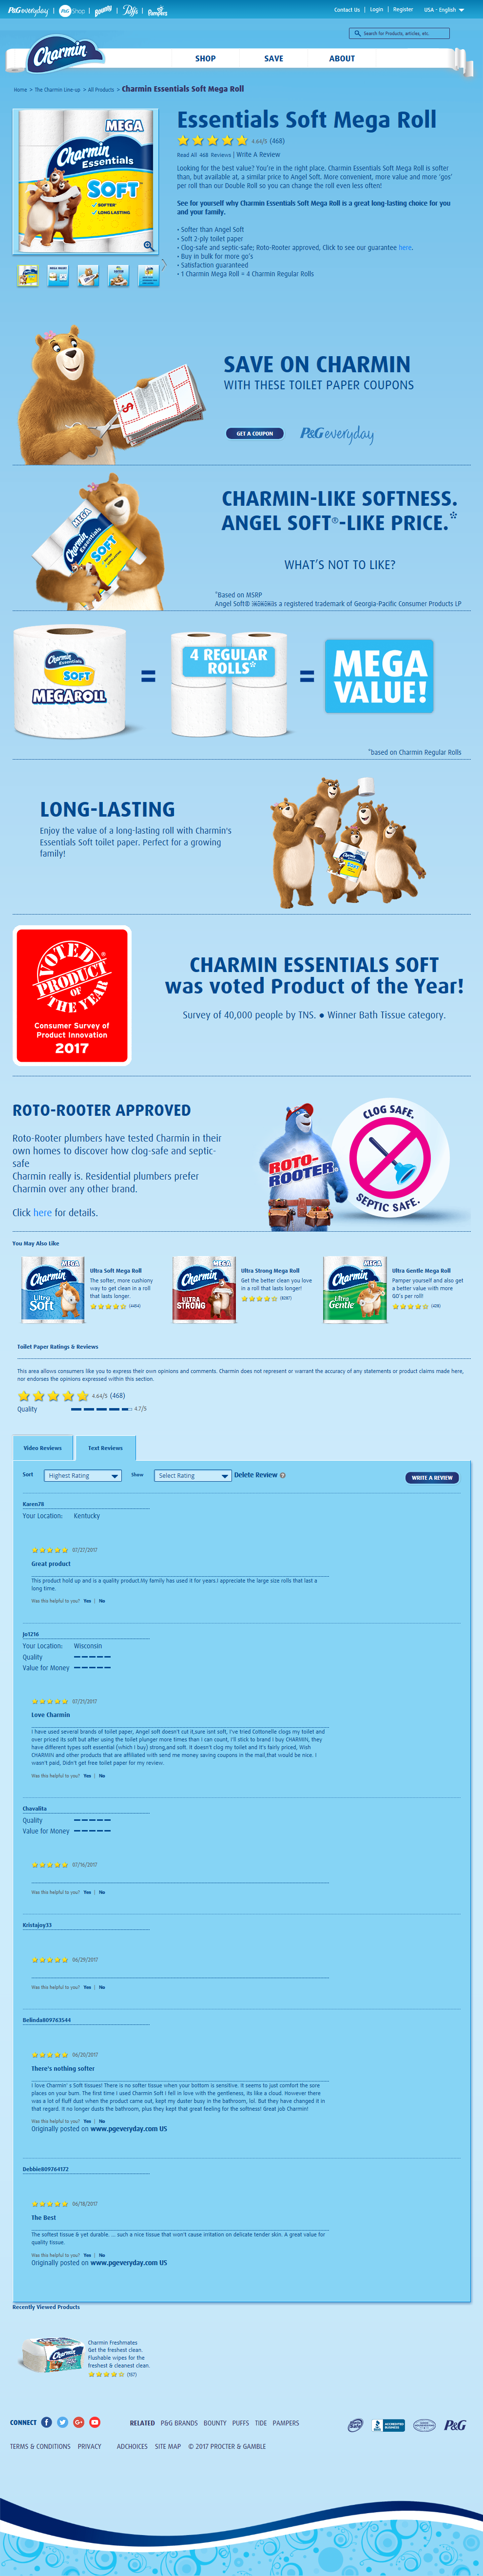 P&G everyday | P&G Shop | Bounty | Puffs | Pampers
Contact Us | Login | Register USA - English
Search for Products, articles, etc.
Charmin
SHOP SAVE ABOUT
Home > The Charmin Line-up > All Products > Charmin Essentials Soft Mega Roll
MEGA
Charmin
Essentials
SOFT
SOFTER
LONG LASTING
Essentials Soft Mega Roll
4.64/5 (468)
Read All 468 Reviews | Write A Review
Looking for the best value? You're in the right place. Charmin Essentials Soft Mega Roll is softer
than, but available at, a similar price to Angel Soft. More convenient, more value and more 'gos'
per roll than our Double Roll so you can change the roll even less often!
See for yourself why Charmin Essentials Soft Mega Roll is a great long-lasting choice for you
and your family.
• Softer than Angel Soft
• Soft 2-ply toilet paper
• Clog-safe and septic-safe: Roto-Rooter approved, Click to see our guarantee here.
• Buy in bulk for more go's
• Satisfaction guaranteed
• 1 Charmin Mega Roll = 4 Charmin Regular Rolls
SAVE ON CHARMIN
WITH THESE TOILET PAPER COUPONS
GET A COUPON P&G everyday
Charmin
Essentials
SOFT
CHARMIN-LIKE SOFTNESS.
ANGEL SOFT®-LIKE PRICE.*
WHAT'S NOT TO LIKE?
*Based on MSRP
Angel Soft® is a registered trademark of Georgia-Pacific Consumer Products LP
Charmin
Essentials
SOFT
MEGAROLL
=
4 REGULAR
ROLLS*
=
MEGA
VALUE!
*based on Charmin Regular Rolls
LONG-LASTING
Enjoy the value of a long-lasting roll with Charmin's
Essentials Soft toilet paper. Perfect for a growing
family!
VOTED
PRODUCT
OF THE YEAR
Consumer Survey of
Product Innovation
2017
CHARMIN ESSENTIALS SOFT
was voted Product of the Year!
Survey of 40,000 people by TNS. ● Winner Bath Tissue category.
ROTO-ROOTER APPROVED
Roto-Rooter plumbers have tested Charmin in their
own homes to discover how clog-safe and septic-
safe
Charmin really is. Residential plumbers prefer
Charmin over any other brand.
Click here for details.
ROTO-
ROOTER
CLOG SAFE.
SEPTIC SAFE.
You May Also Like
MEGA
Charmin
Ultra
Soft
Ultra Soft Mega Roll
The softer, more cushiony
way to get clean in a roll
that lasts longer.
MEGA
Charmin
ULTRA
STRONG
Ultra Strong Mega Roll
Get the better clean you love
in a roll that lasts longer!
MEGA
Charmin
Ultra
Gentle
Ultra Gentle Mega Roll
Pamper yourself and also get
a better value with more
GO's per roll!
Toilet Paper Ratings & Reviews
This area allows consumers like you to express their own opinions and comments. Charmin does not represent or warrant the accuracy of any statements or product claims made here,
nor endorses the opinions expressed within this section.
4.64/5 (468)
Quality 4.7/5
Video Reviews Text Reviews
Sort Highest Rating Show Select Rating Delete Review ? WRITE A REVIEW
Karen78
Your Location: Kentucky
07/27/2017
Great product
This product hold up and is a quality product.My family has used it for years.I appreciate the large size rolls that last a
long time.
Was this helpful to you? Yes | No
Jo1216
Your Location: Wisconsin
Quality
Value for Money
07/21/2017
Love Charmin
I have used several brands of toilet paper, Angel soft doesn't cut it,sure isnt soft, I've tried Cottonelle clogs my toilet and
over priced its soft but after using the toilet plunger more times than I can count, I'll stick to brand I buy CHARMIN, they
have different types soft essential (which I buy) strong,and soft. It doesn't clog my toilet and it's fairly priced, Wish
CHARMIN and other products that are affiliated with send me money saving coupons in the mail,that would be nice. I
wasn't paid, Didn't get free toilet paper for my review.
Was this helpful to you? Yes | No
Chavalita
Quality
Value for Money
07/16/2017
Was this helpful to you? Yes | No
Kristajoy33
06/29/2017
Was this helpful to you? Yes | No
Belinda809763544
06/20/2017
There's nothing softer
I love Charmin' s Soft tissues! There is no softer tissue when your bottom is sensitive. It seems to just comfort the sore
places on your bum. The first time I used Charmin Soft I fell in love with the gentleness, its like a cloud. However there
was a lot of fluff dust when the product came out, kept my duster busy in the bathroom, lol. But they have changed it in
that regard. It no longer dusts the bathroom, plus they kept that great feeling for the softness! Great job Charmin!
Was this helpful to you? Yes | No
Originally posted on www.pgeveryday.com US
Debbie809764172
06/18/2017
The Best
The softest tissue & yet durable. ... such a nice tissue that won't cause irritation on delicate tender skin. A great value for
quality tissue.
Was this helpful to you? Yes | No
Originally posted on www.pgeveryday.com US
Recently Viewed Products
Charmin Freshmates
Get the freshest clean.
Flushable wipes for the
freshest & cleanest clean.
(167)
CONNECT RELATED P&G BRANDS BOUNTY PUFFS TIDE PAMPERS
ACCREDITED
BUSINESS
P&G
TERMS & CONDITIONS PRIVACY ADCHOICES SITE MAP © 2017 PROCTER & GAMBLE